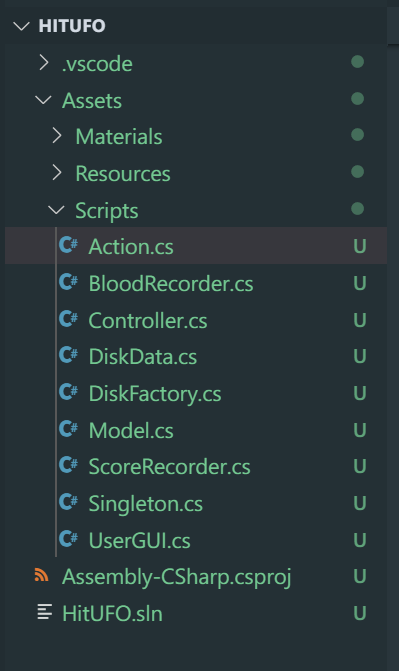 HITUFO
.vscode
Assets
Materials
Resources
Scripts
C# Action.cs U
C# BloodRecorder.cs U
C# Controller.cs U
C# DiskData.cs U
C# DiskFactory.cs U
C# Model.cs U
C# ScoreRecorder.cs U
C# Singleton.cs U
C# UserGUI.cs U
Assembly-CSharp.csproj U
HitUFO.sln U